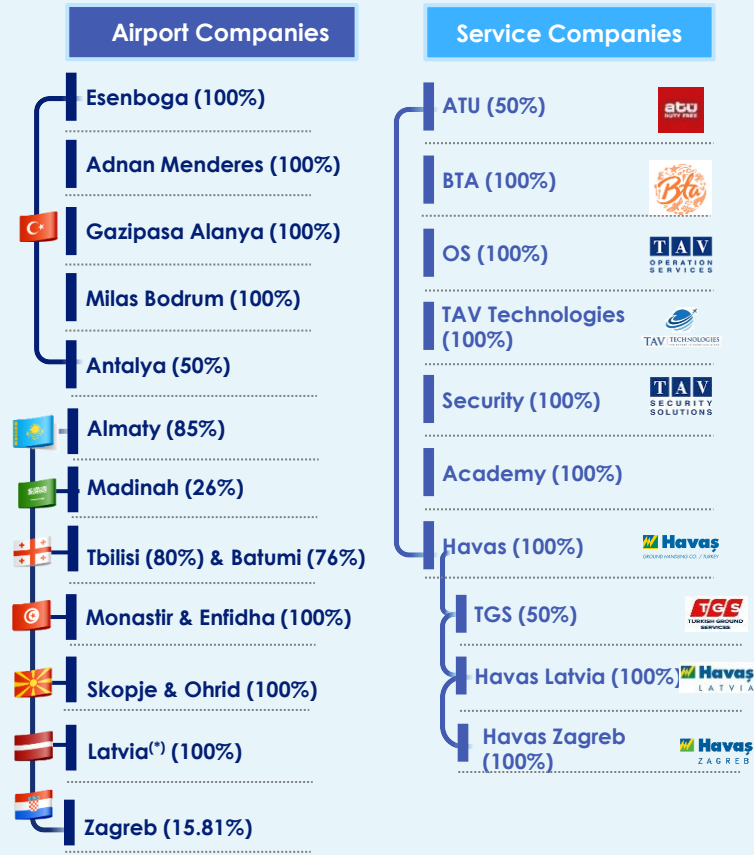 Airport Companies
Esenboga (100%)
Adnan Menderes (100%)
Gazipasa Alanya (100%)
Milas Bodrum (100%)
Antalya (50%)
Almaty (85%)
Madinah (26%)
Tbilisi (80%) & Batumi (76%)
Monastir & Enfidha (100%)
Skopje & Ohrid (100%)
Latvia(*) (100%)
Zagreb (15.81%)
Service Companies
ATU (50%)
atu
DUTY FREE
BTA (100%)
Bta
OS (100%)
TAV
OPERATION
SERVICES
TAV Technologies
(100%)
TAV TECHNOLOGIES
Security (100%)
TAV
SECURITY
SOLUTIONS
Academy (100%)
Havas (100%)
Havaş
GROUND HANDLING CO. / TURKEY
TGS (50%)
TGS
TURKISH GROUND
SERVICES
Havas Latvia (100%)
Havaş
LATVIA
Havas Zagreb
(100%)
Havaş
ZAGREB